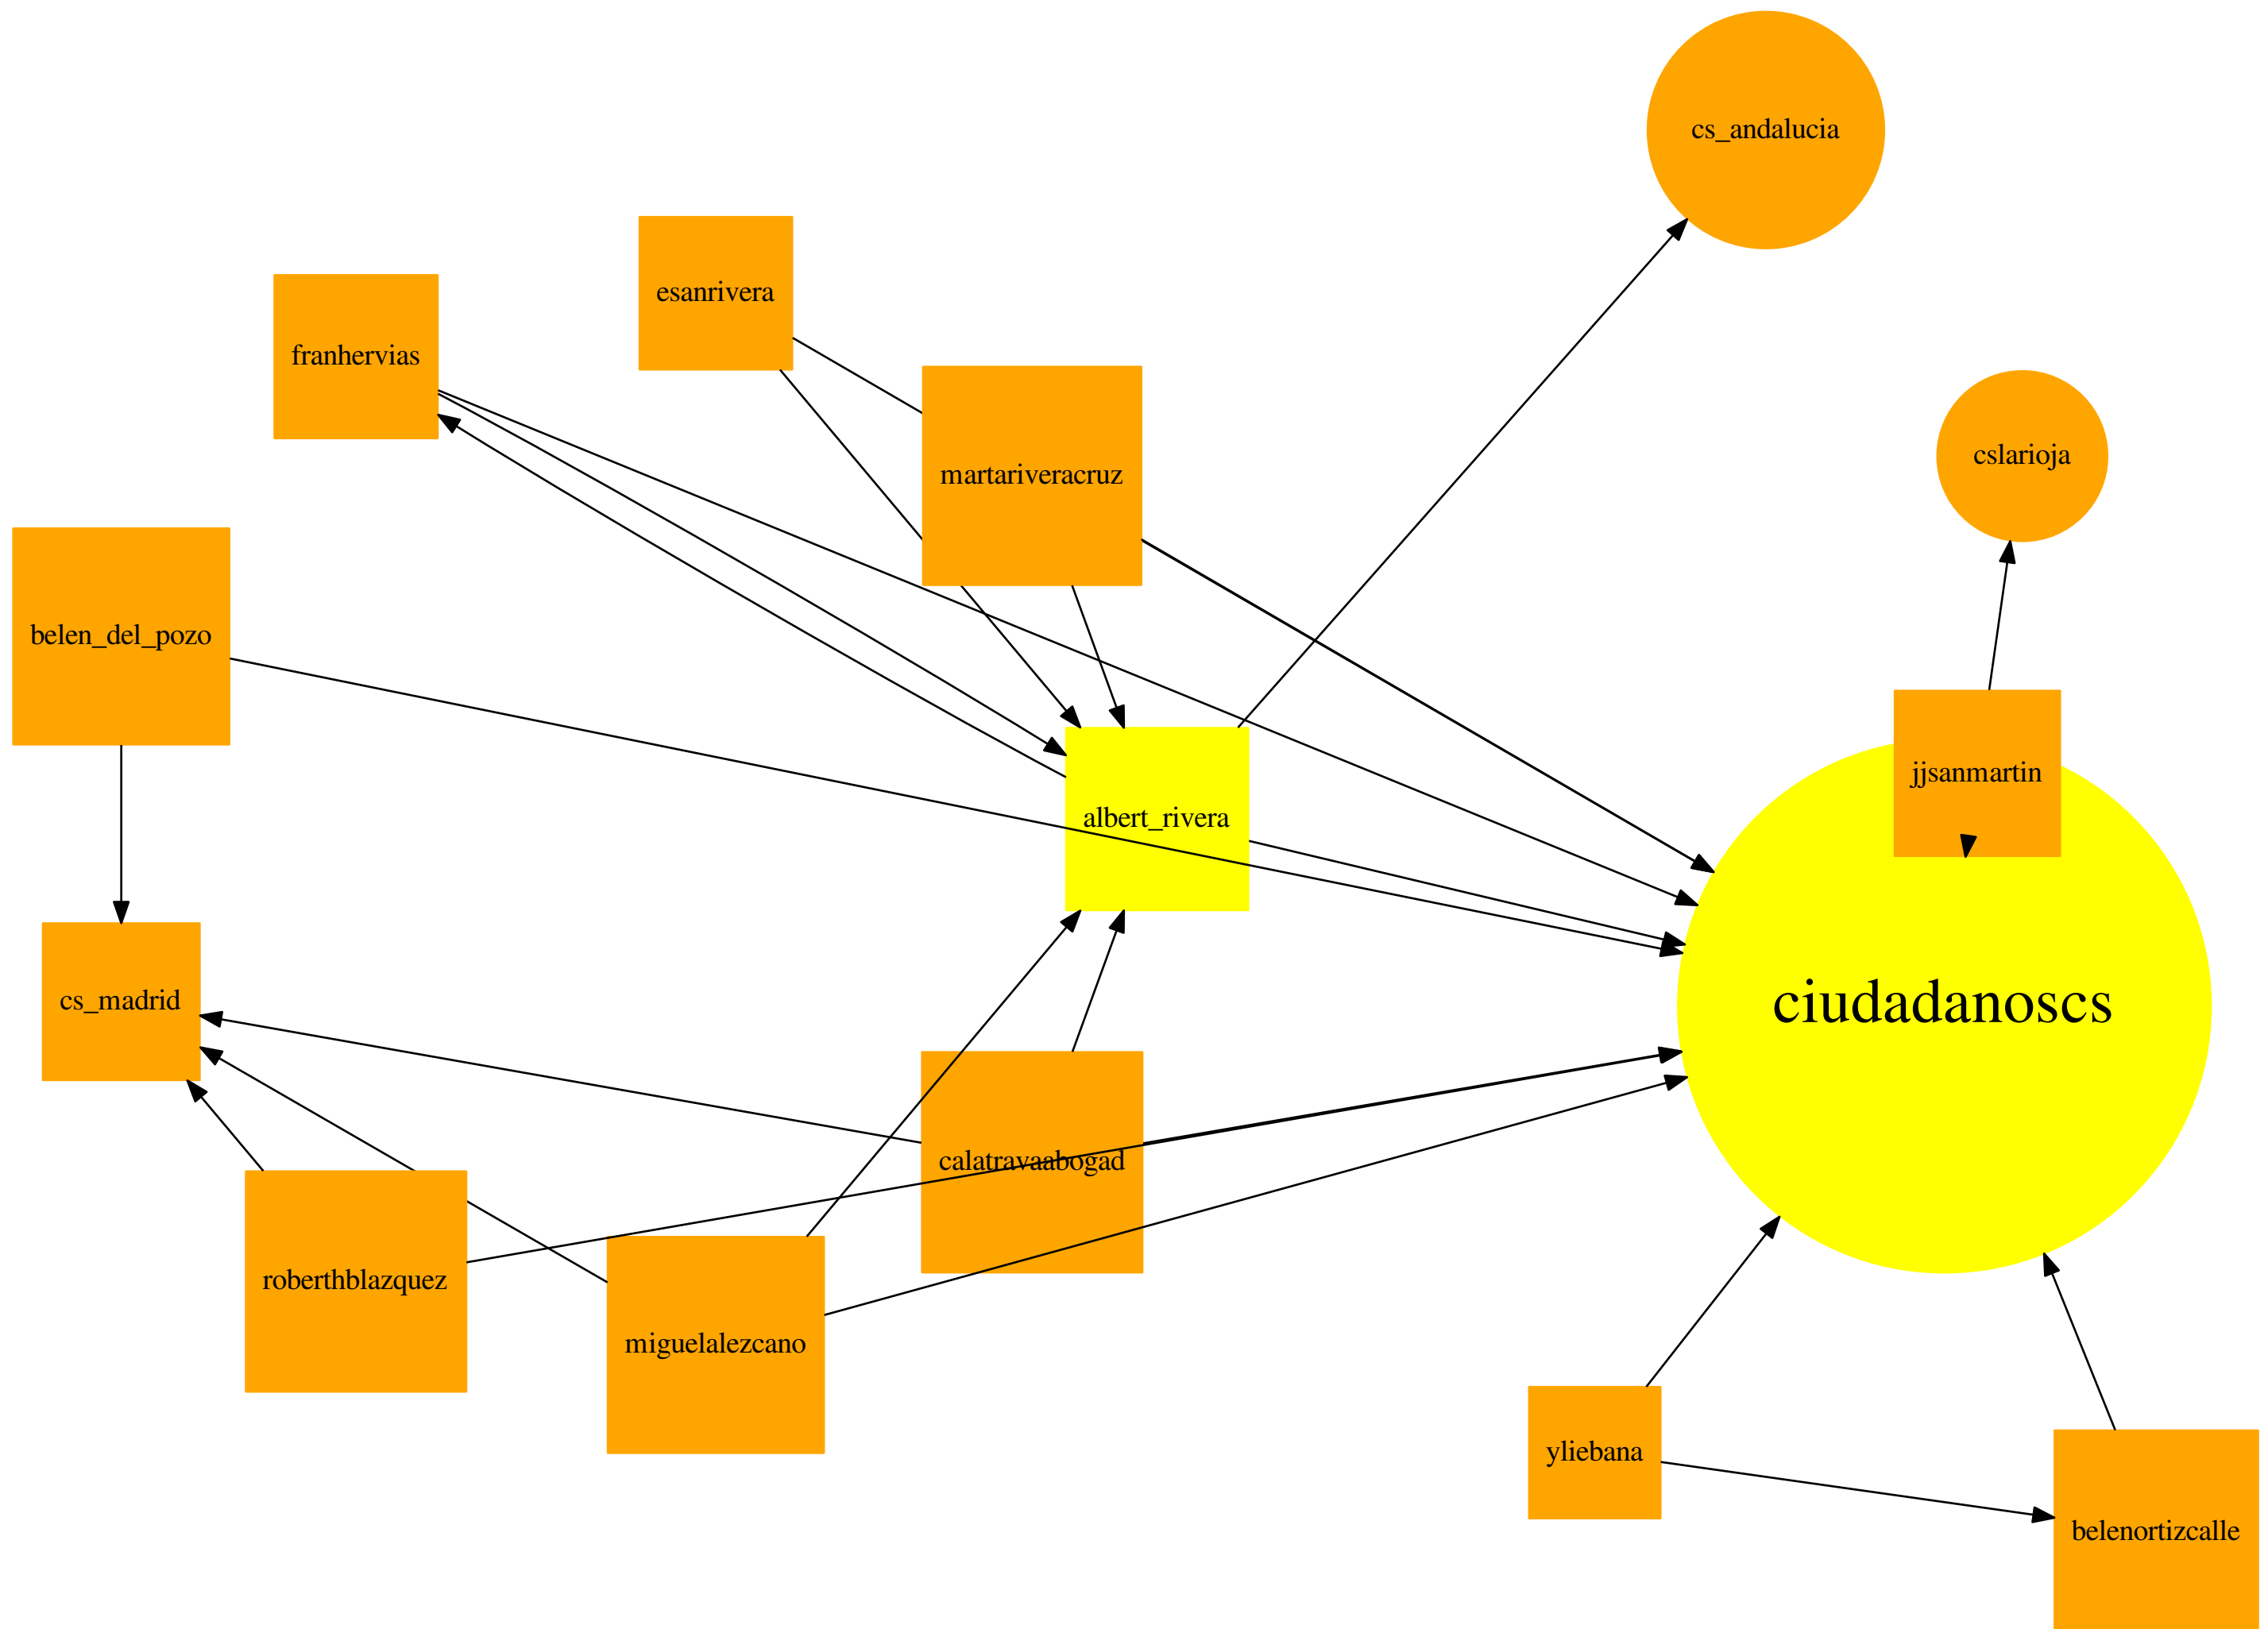 cs_andalucia
esanrivera
franhervias
cslarioja
martariveracruz
belen_del_pozo
jjsanmartin
albert_rivera
cs_madrid
ciudadanoscs
calatravaabogad
roberthblazquez
miguelalezcano
yliebana
belenortizcalle